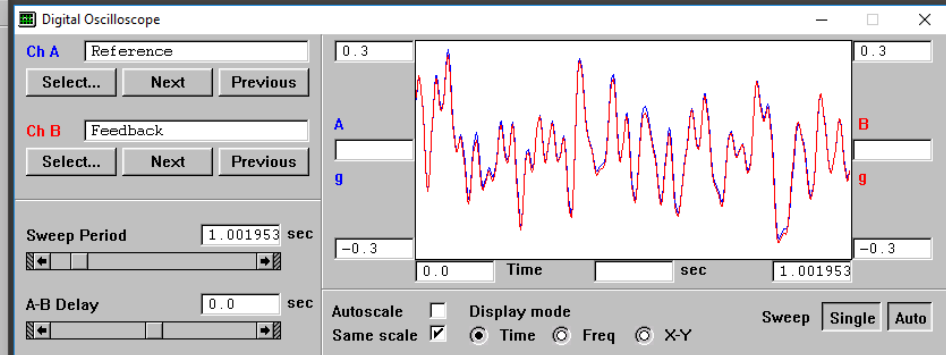 Digital Oscilloscope
Ch A Reference
Select... Next Previous
Ch B Feedback
Select... Next Previous
Sweep Period 1.001953 sec
A-B Delay 0.0 sec
0.3 0.3
A B
g g
-0.3 -0.3
0.0 Time sec 1.001953
Autoscale Display mode
Same scale Time Freq X-Y
Sweep Single Auto